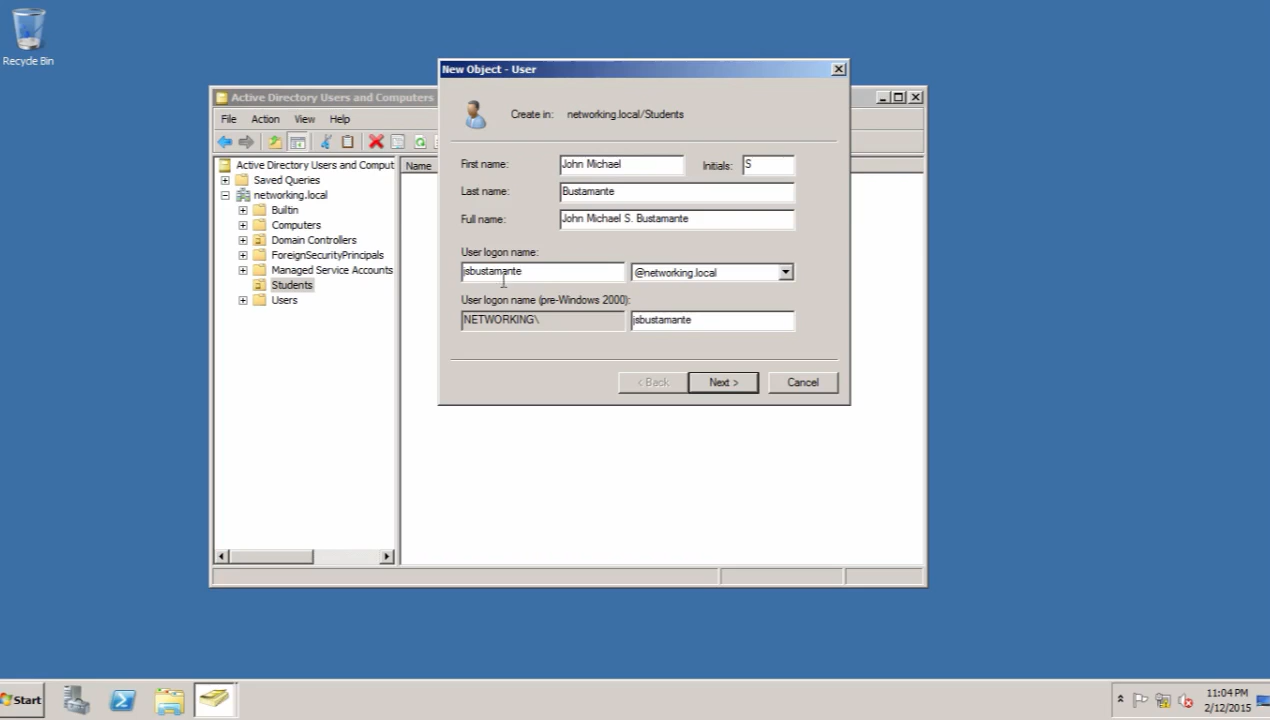 Recycle Bin
Active Directory Users and Computers
File Action View Help
Active Directory Users and Comput
Saved Queries
networking.local
Builtin
Computers
Domain Controllers
ForeignSecurityPrincipals
Managed Service Accounts
Students
Users
Name
New Object - User
Create in: networking.local/Students
First name: John Michael Initials: S
Last name: Bustamante
Full name: John Michael S. Bustamante
User logon name:
jsbustamante @networking.local
User logon name (pre-Windows 2000):
NETWORKING\ jsbustamante
< Back Next > Cancel
Start
11:04 PM
2/12/2015